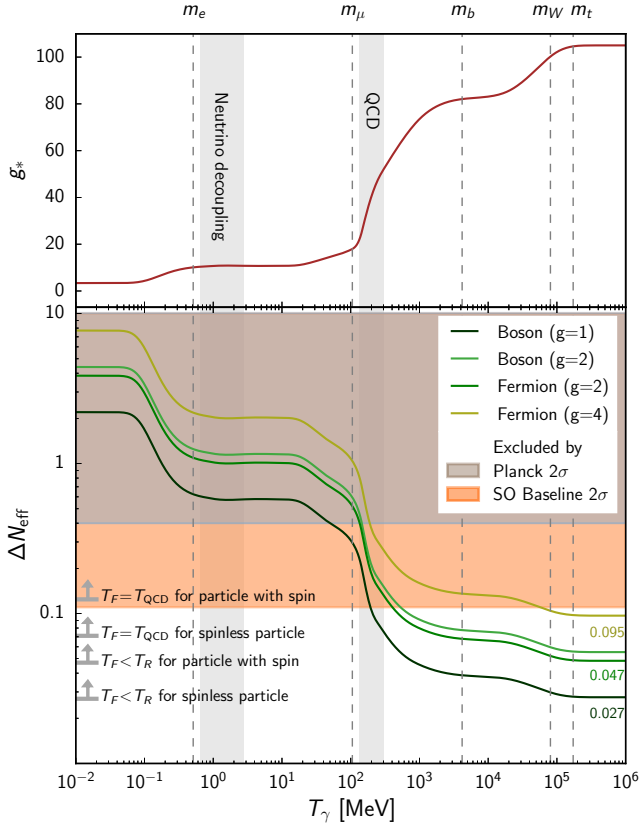 m_e m_μ m_b m_W m_t
100
80
60
40
20
0
g_*
Neutrino decoupling
QCD
10
1
0.1
ΔN_eff
Boson (g=1)
Boson (g=2)
Fermion (g=2)
Fermion (g=4)
Excluded by
Planck 2σ
SO Baseline 2σ
T_F=T_QCD for particle with spin
T_F=T_QCD for spinless particle
T_F<T_R for particle with spin
T_F<T_R for spinless particle
0.095
0.047
0.027
10^−2 10^−1 10^0 10^1 10^2 10^3 10^4 10^5 10^6
T_γ [MeV]